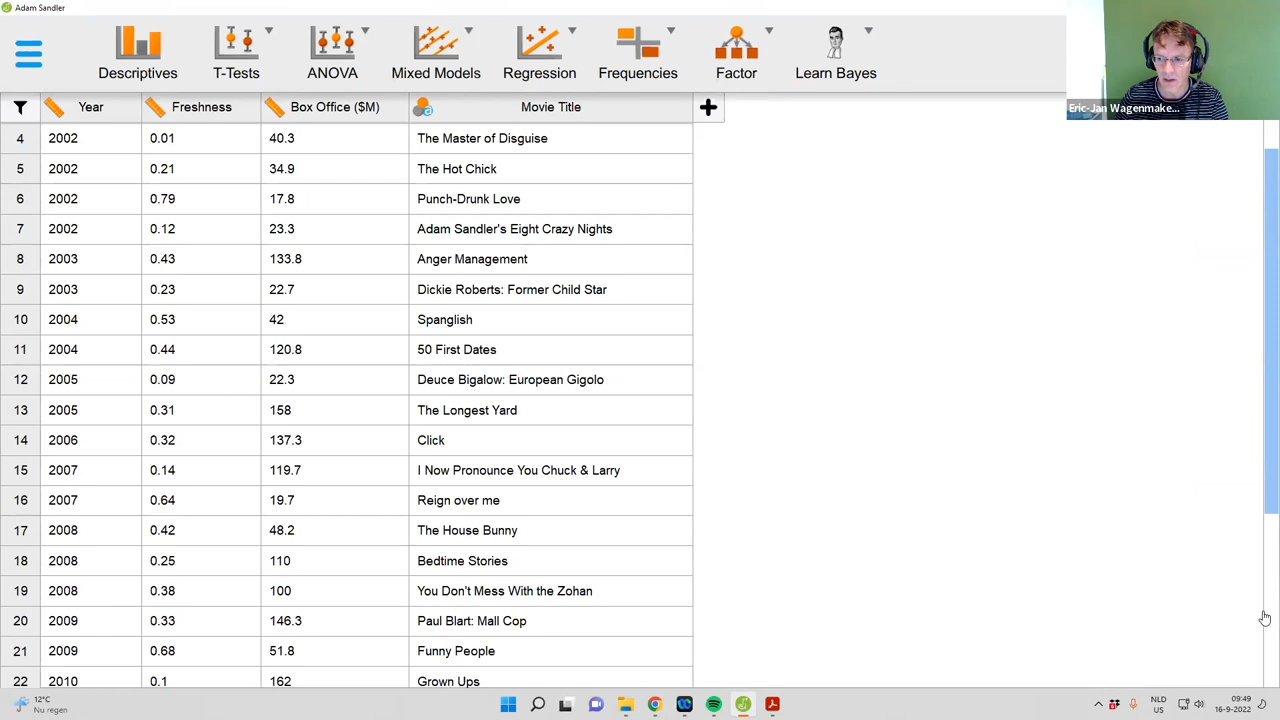 Adam Sandler
Descriptives T-Tests ANOVA Mixed Models Regression Frequencies Factor Learn Bayes
Eric-Jan Wagenmake...
Year Freshness Box Office ($M) Movie Title
4 2002 0.01 40.3 The Master of Disguise
5 2002 0.21 34.9 The Hot Chick
6 2002 0.79 17.8 Punch-Drunk Love
7 2002 0.12 23.3 Adam Sandler's Eight Crazy Nights
8 2003 0.43 133.8 Anger Management
9 2003 0.23 22.7 Dickie Roberts: Former Child Star
10 2004 0.53 42 Spanglish
11 2004 0.44 120.8 50 First Dates
12 2005 0.09 22.3 Deuce Bigalow: European Gigolo
13 2005 0.31 158 The Longest Yard
14 2006 0.32 137.3 Click
15 2007 0.14 119.7 I Now Pronounce You Chuck & Larry
16 2007 0.64 19.7 Reign over me
17 2008 0.42 48.2 The House Bunny
18 2008 0.25 110 Bedtime Stories
19 2008 0.38 100 You Don't Mess With the Zohan
20 2009 0.33 146.3 Paul Blart: Mall Cop
21 2009 0.68 51.8 Funny People
22 2010 0.1 162 Grown Ups
12°C
Nu regen
NLD
US
09:49
16-9-2022